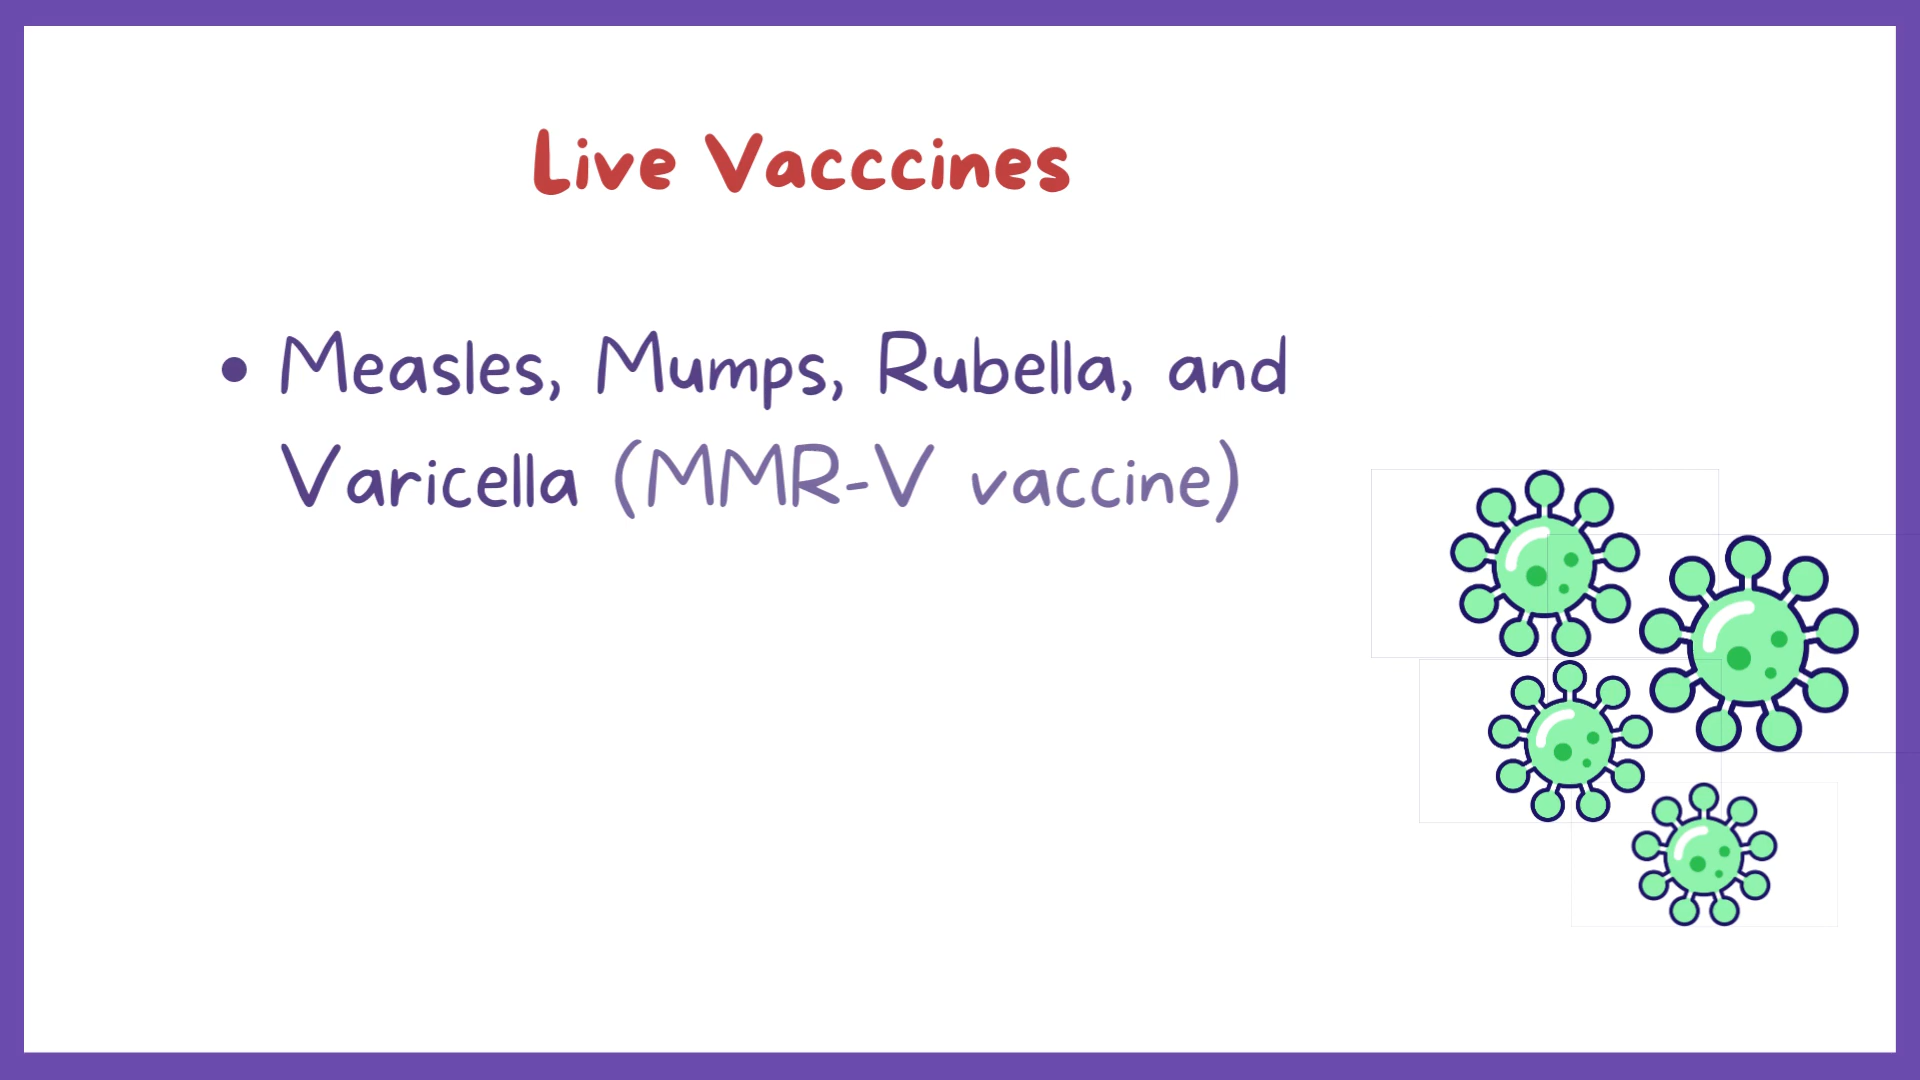 Live Vacccines
• Measles, Mumps, Rubella, and
Varicella (MMR-V vaccine)